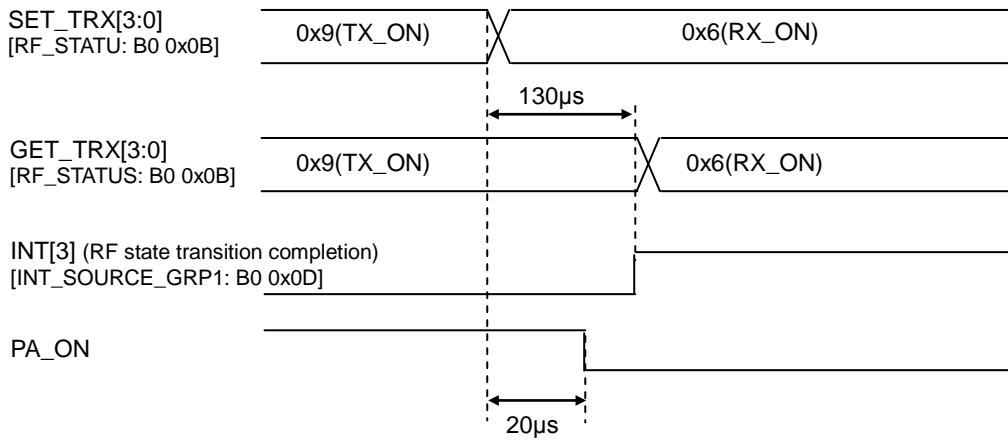 SET_TRX[3:0]
[RF_STATU: B0 0x0B]
0x9(TX_ON)
0x6(RX_ON)
130µs
GET_TRX[3:0]
[RF_STATUS: B0 0x0B]
0x9(TX_ON)
0x6(RX_ON)
INT[3] (RF state transition completion)
[INT_SOURCE_GRP1: B0 0x0D]
PA_ON
20µs